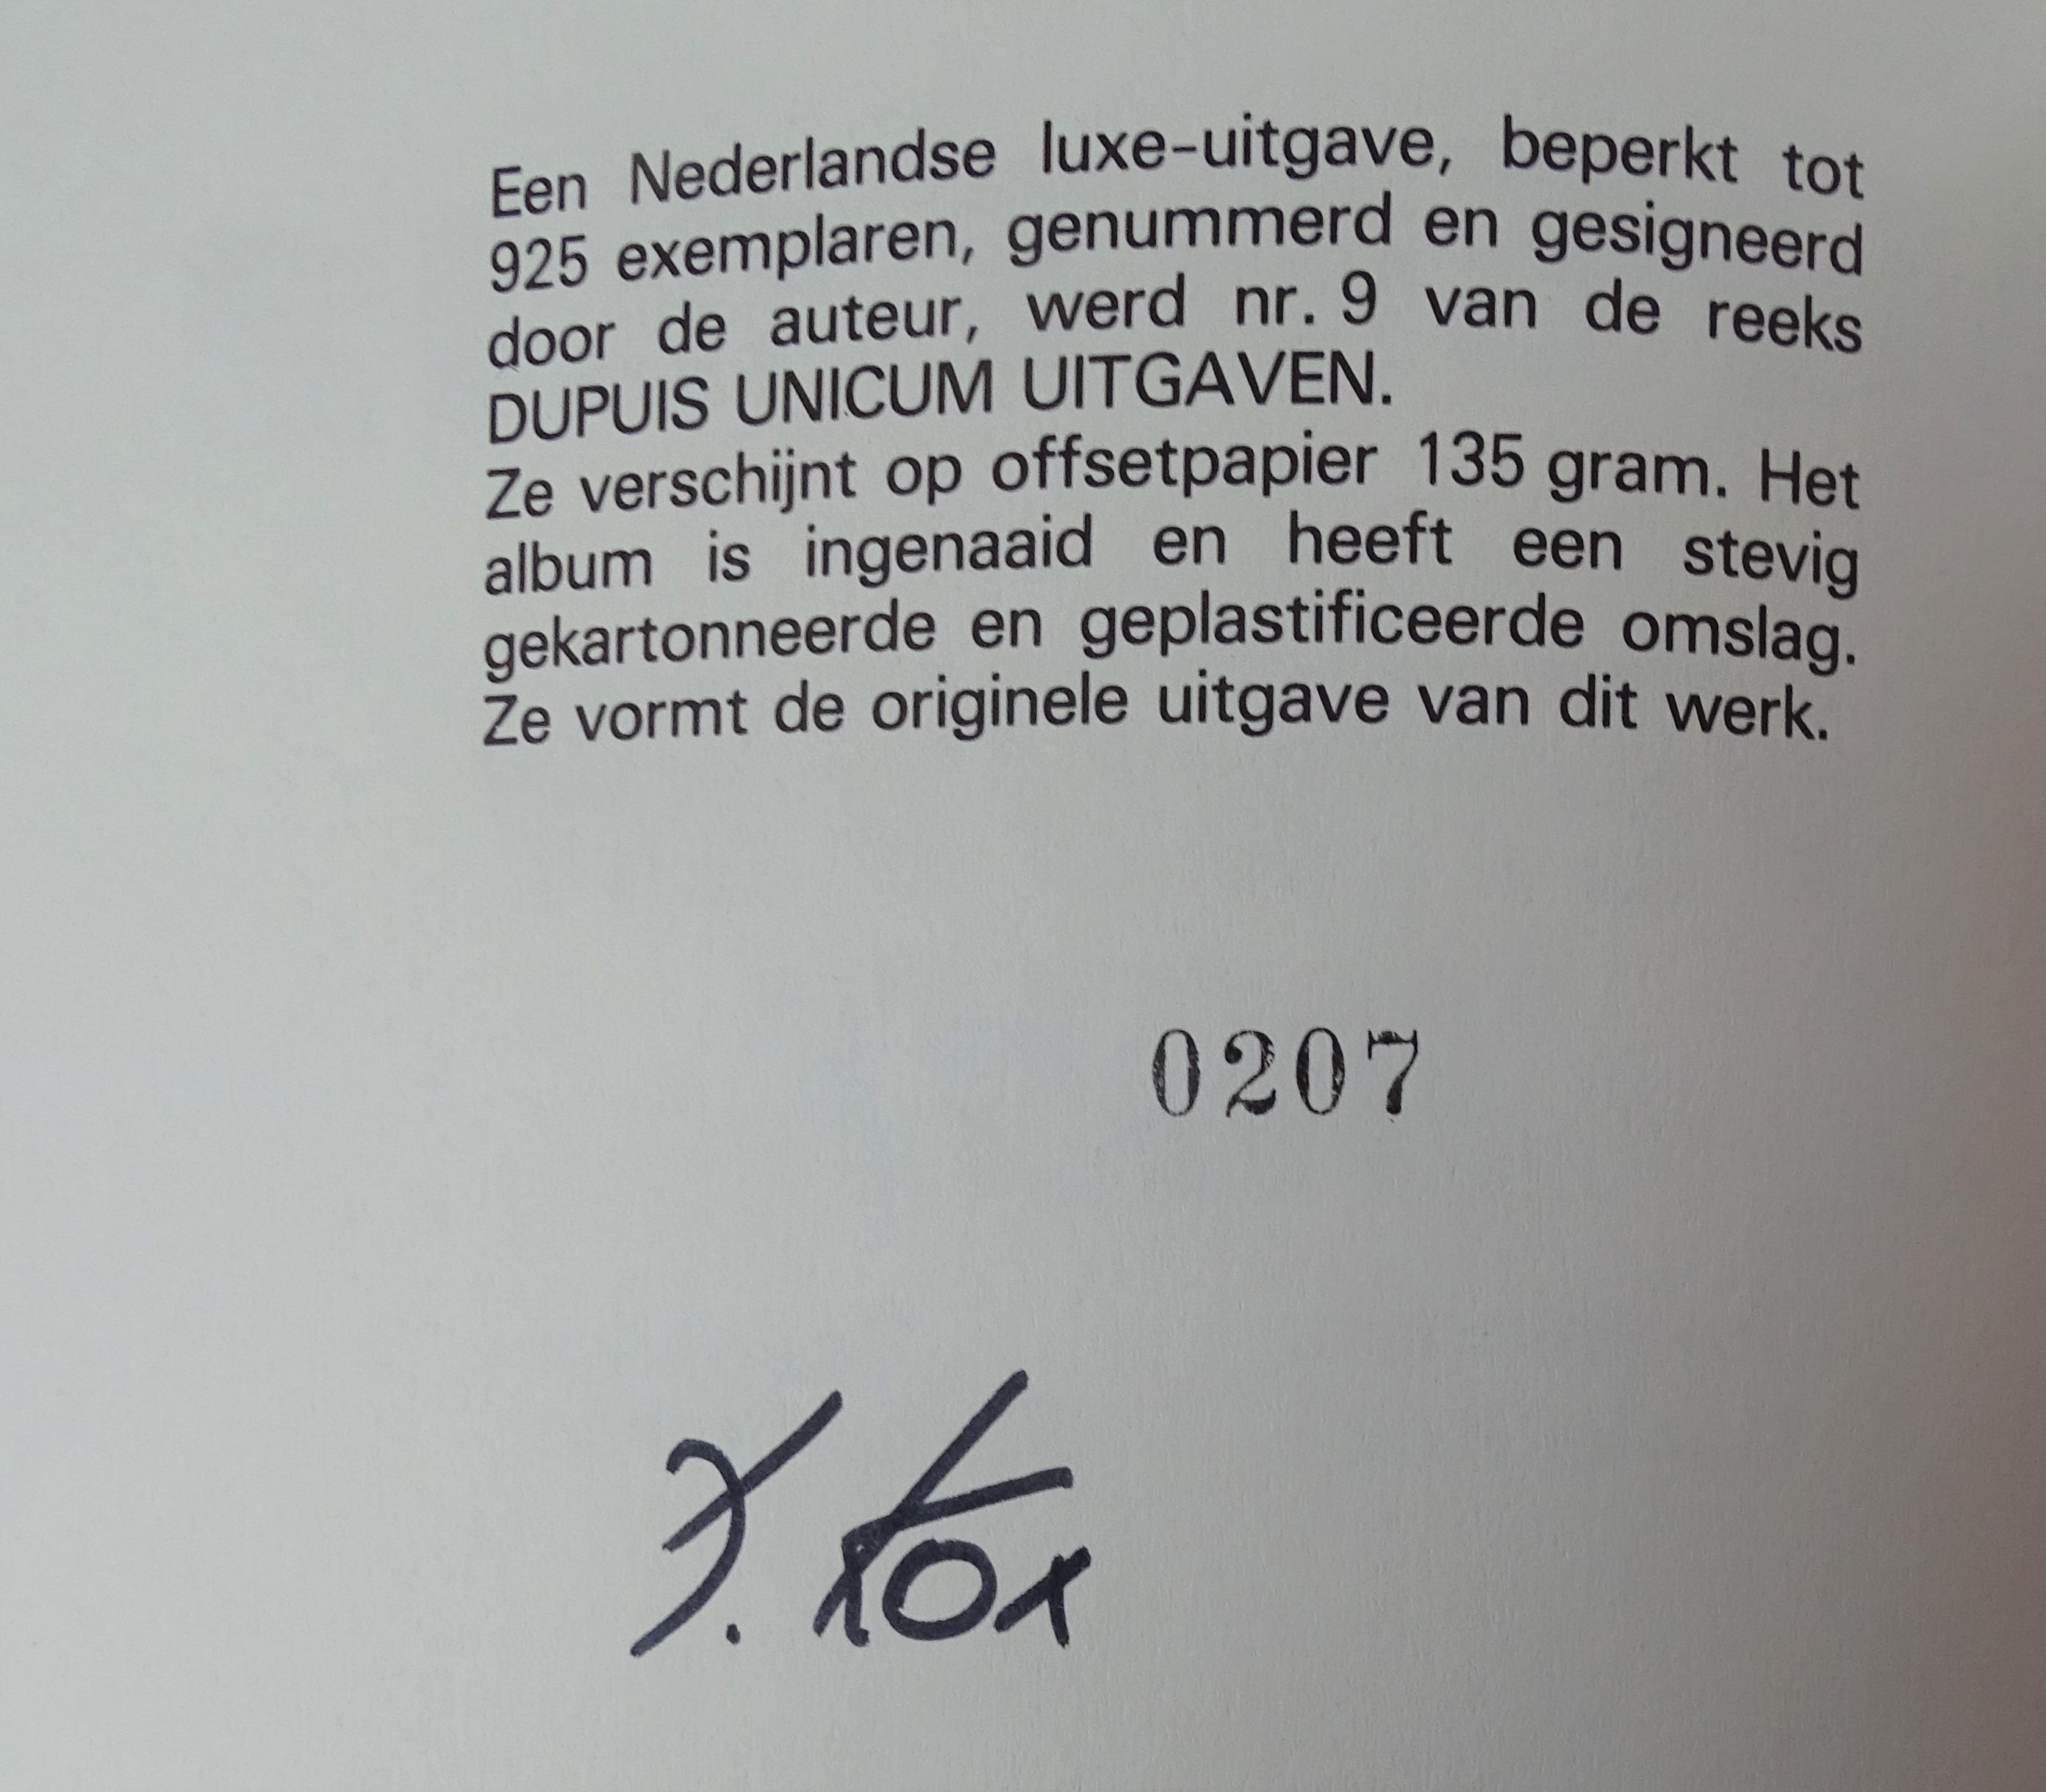 Een Nederlandse luxe-uitgave, beperkt tot
925 exemplaren, genummerd en gesigneerd
door de auteur, werd nr. 9 van de reeks
DUPUIS UNICUM UITGAVEN.
Ze verschijnt op offsetpapier 135 gram. Het
album is ingenaaid en heeft een stevig
gekartonneerde en geplastificeerde omslag.
Ze vormt de originele uitgave van dit werk.
0207